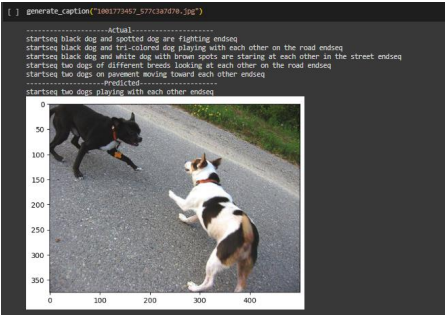 [ ] generate_caption("1001773457_577c3a7d70.jpg")
---------------------Actual---------------------
startseq black dog and spotted dog are fighting endseq
startseq black dog and tri-colored dog playing with each other on the road endseq
startseq black dog and white dog with brown spots are staring at each other in the street endseq
startseq two dogs of different breeds looking at each other on the road endseq
startseq two dogs on pavement moving toward each other endseq
--------------------Predicted--------------------
startseq two dogs playing with each other endseq
0
50
100
150
200
250
300
350
0 100 200 300 400